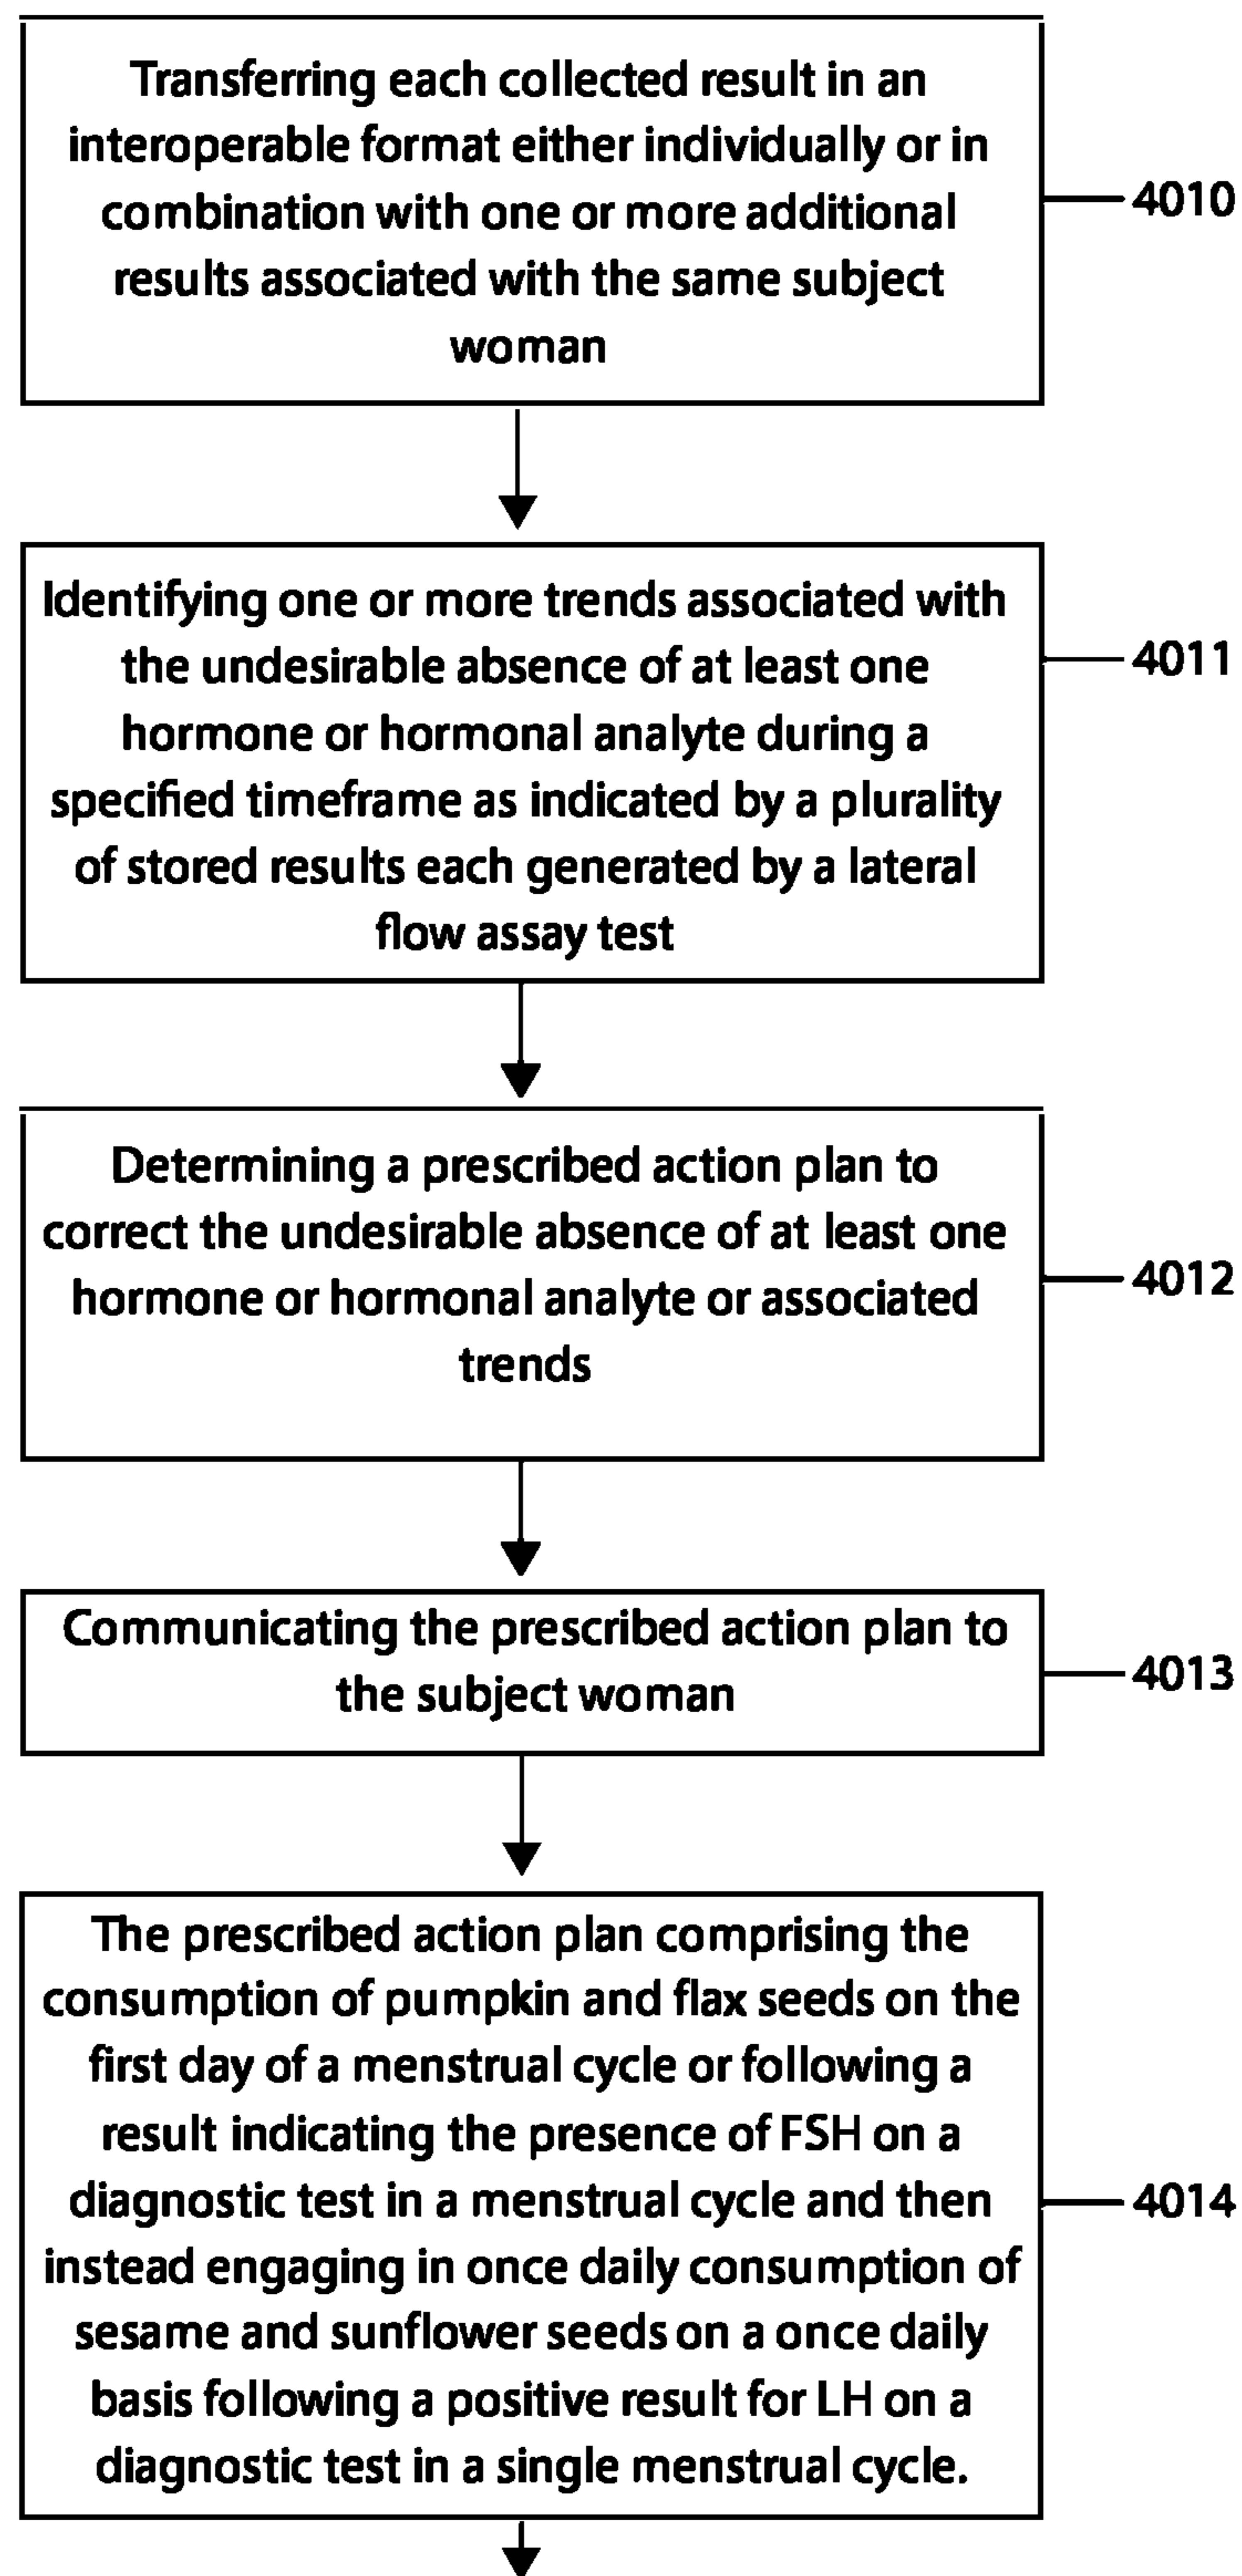 Transferring each collected result in an
interoperable format either individually or in
combination with one or more additional
results associated with the same subject
woman
4010
Identifying one or more trends associated with
the undesirable absence of at least one
hormone or hormonal analyte during a
specified timeframe as indicated by a plurality
of stored results each generated by a lateral
flow assay test
4011
Determining a prescribed action plan to
correct the undesirable absence of at least one
hormone or hormonal analyte or associated
trends
4012
Communicating the prescribed action plan to
the subject woman
4013
The prescribed action plan comprising the
consumption of pumpkin and flax seeds on the
first day of a menstrual cycle or following a
result indicating the presence of FSH on a
diagnostic test in a menstrual cycle and then
instead engaging in once daily consumption of
sesame and sunflower seeds on a once daily
basis following a positive result for LH on a
diagnostic test in a single menstrual cycle.
4014